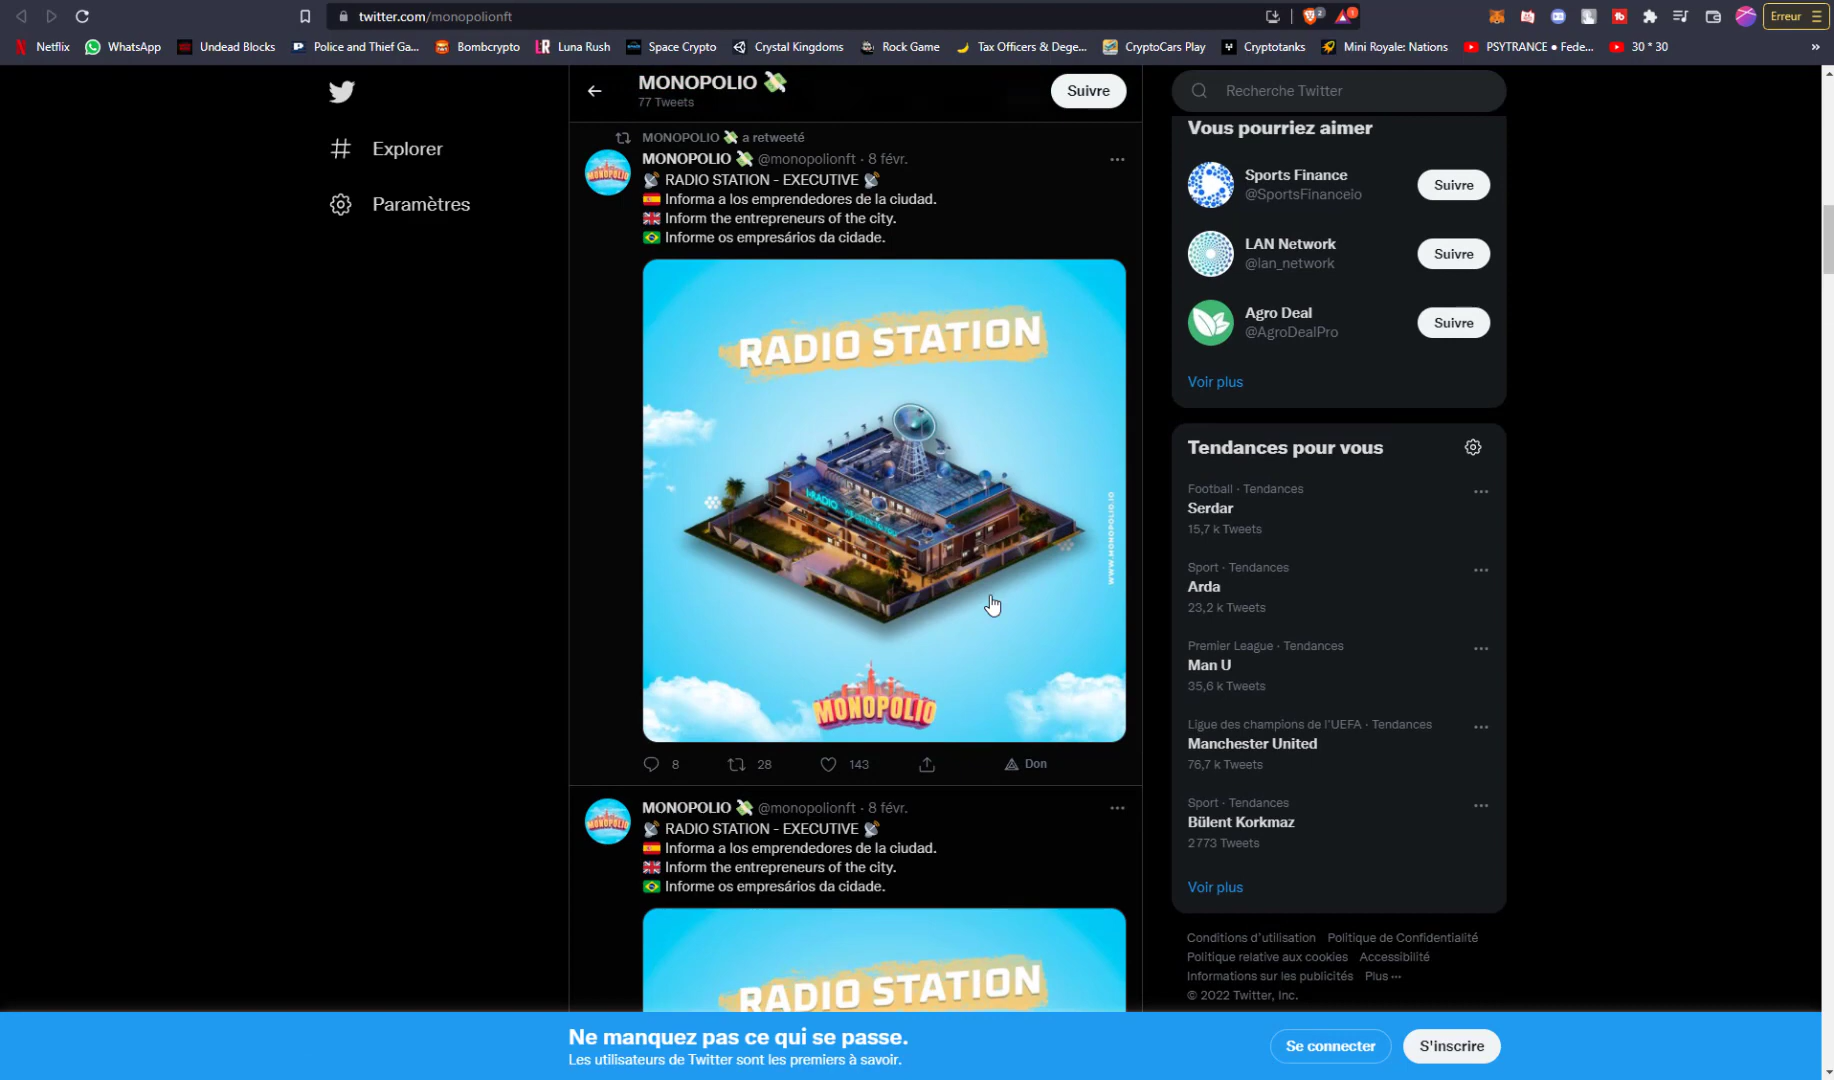 twitter.com/monopolionft
2
1
Erreur
Netflix
WhatsApp
Undead Blocks
Police and Thief Ga...
Bombcrypto
Luna Rush
Space Crypto
Crystal Kingdoms
Rock Game
Tax Officers & Dege...
CryptoCars Play
Cryptotanks
Mini Royale: Nations
PSYTRANCE ● Fede...
30 * 30
»
Explorer
Paramètres
MONOPOLIO 💸
77 Tweets
Suivre
MONOPOLIO 💸 a retweeté
MONOPOLIO 💸 @monopolionft · 8 févr.
📡 RADIO STATION - EXECUTIVE 📡
🇪🇸 Informa a los emprendedores de la ciudad.
🇬🇧 Inform the entrepreneurs of the city.
🇧🇷 Informe os empresários da cidade.
RADIO STATION
WWW.MONOPOLIO.IO
MONOPOLIO
8
28
143
Don
MONOPOLIO 💸 @monopolionft · 8 févr.
📡 RADIO STATION - EXECUTIVE 📡
🇪🇸 Informa a los emprendedores de la ciudad.
🇬🇧 Inform the entrepreneurs of the city.
🇧🇷 Informe os empresários da cidade.
RADIO STATION
Recherche Twitter
Vous pourriez aimer
Sports Finance
@SportsFinanceio
Suivre
LAN Network
@lan_network
Suivre
Agro Deal
@AgroDealPro
Suivre
Voir plus
Tendances pour vous
Football · Tendances
Serdar
15,7 k Tweets
Sport · Tendances
Arda
23,2 k Tweets
Premier League · Tendances
Man U
35,6 k Tweets
Ligue des champions de l'UEFA · Tendances
Manchester United
76,7 k Tweets
Sport · Tendances
Bülent Korkmaz
2 773 Tweets
Voir plus
Conditions d'utilisation Politique de Confidentialité
Politique relative aux cookies Accessibilité
Informations sur les publicités Plus ···
© 2022 Twitter, Inc.
Ne manquez pas ce qui se passe.
Les utilisateurs de Twitter sont les premiers à savoir.
Se connecter
S'inscrire